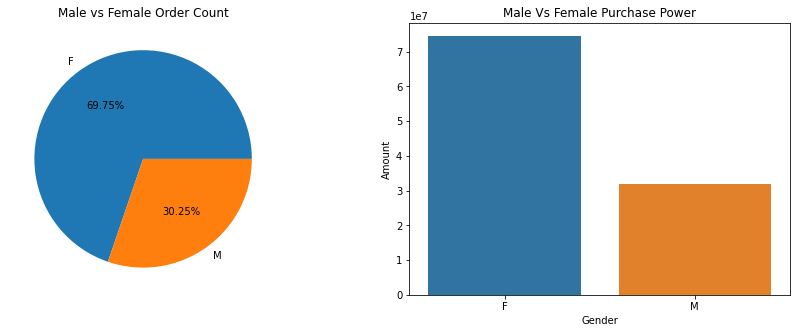 Male vs Female Order Count
F
69.75%
30.25%
M
Male Vs Female Purchase Power
1e7
7
6
5
4
3
2
1
0
Amount
F
M
Gender